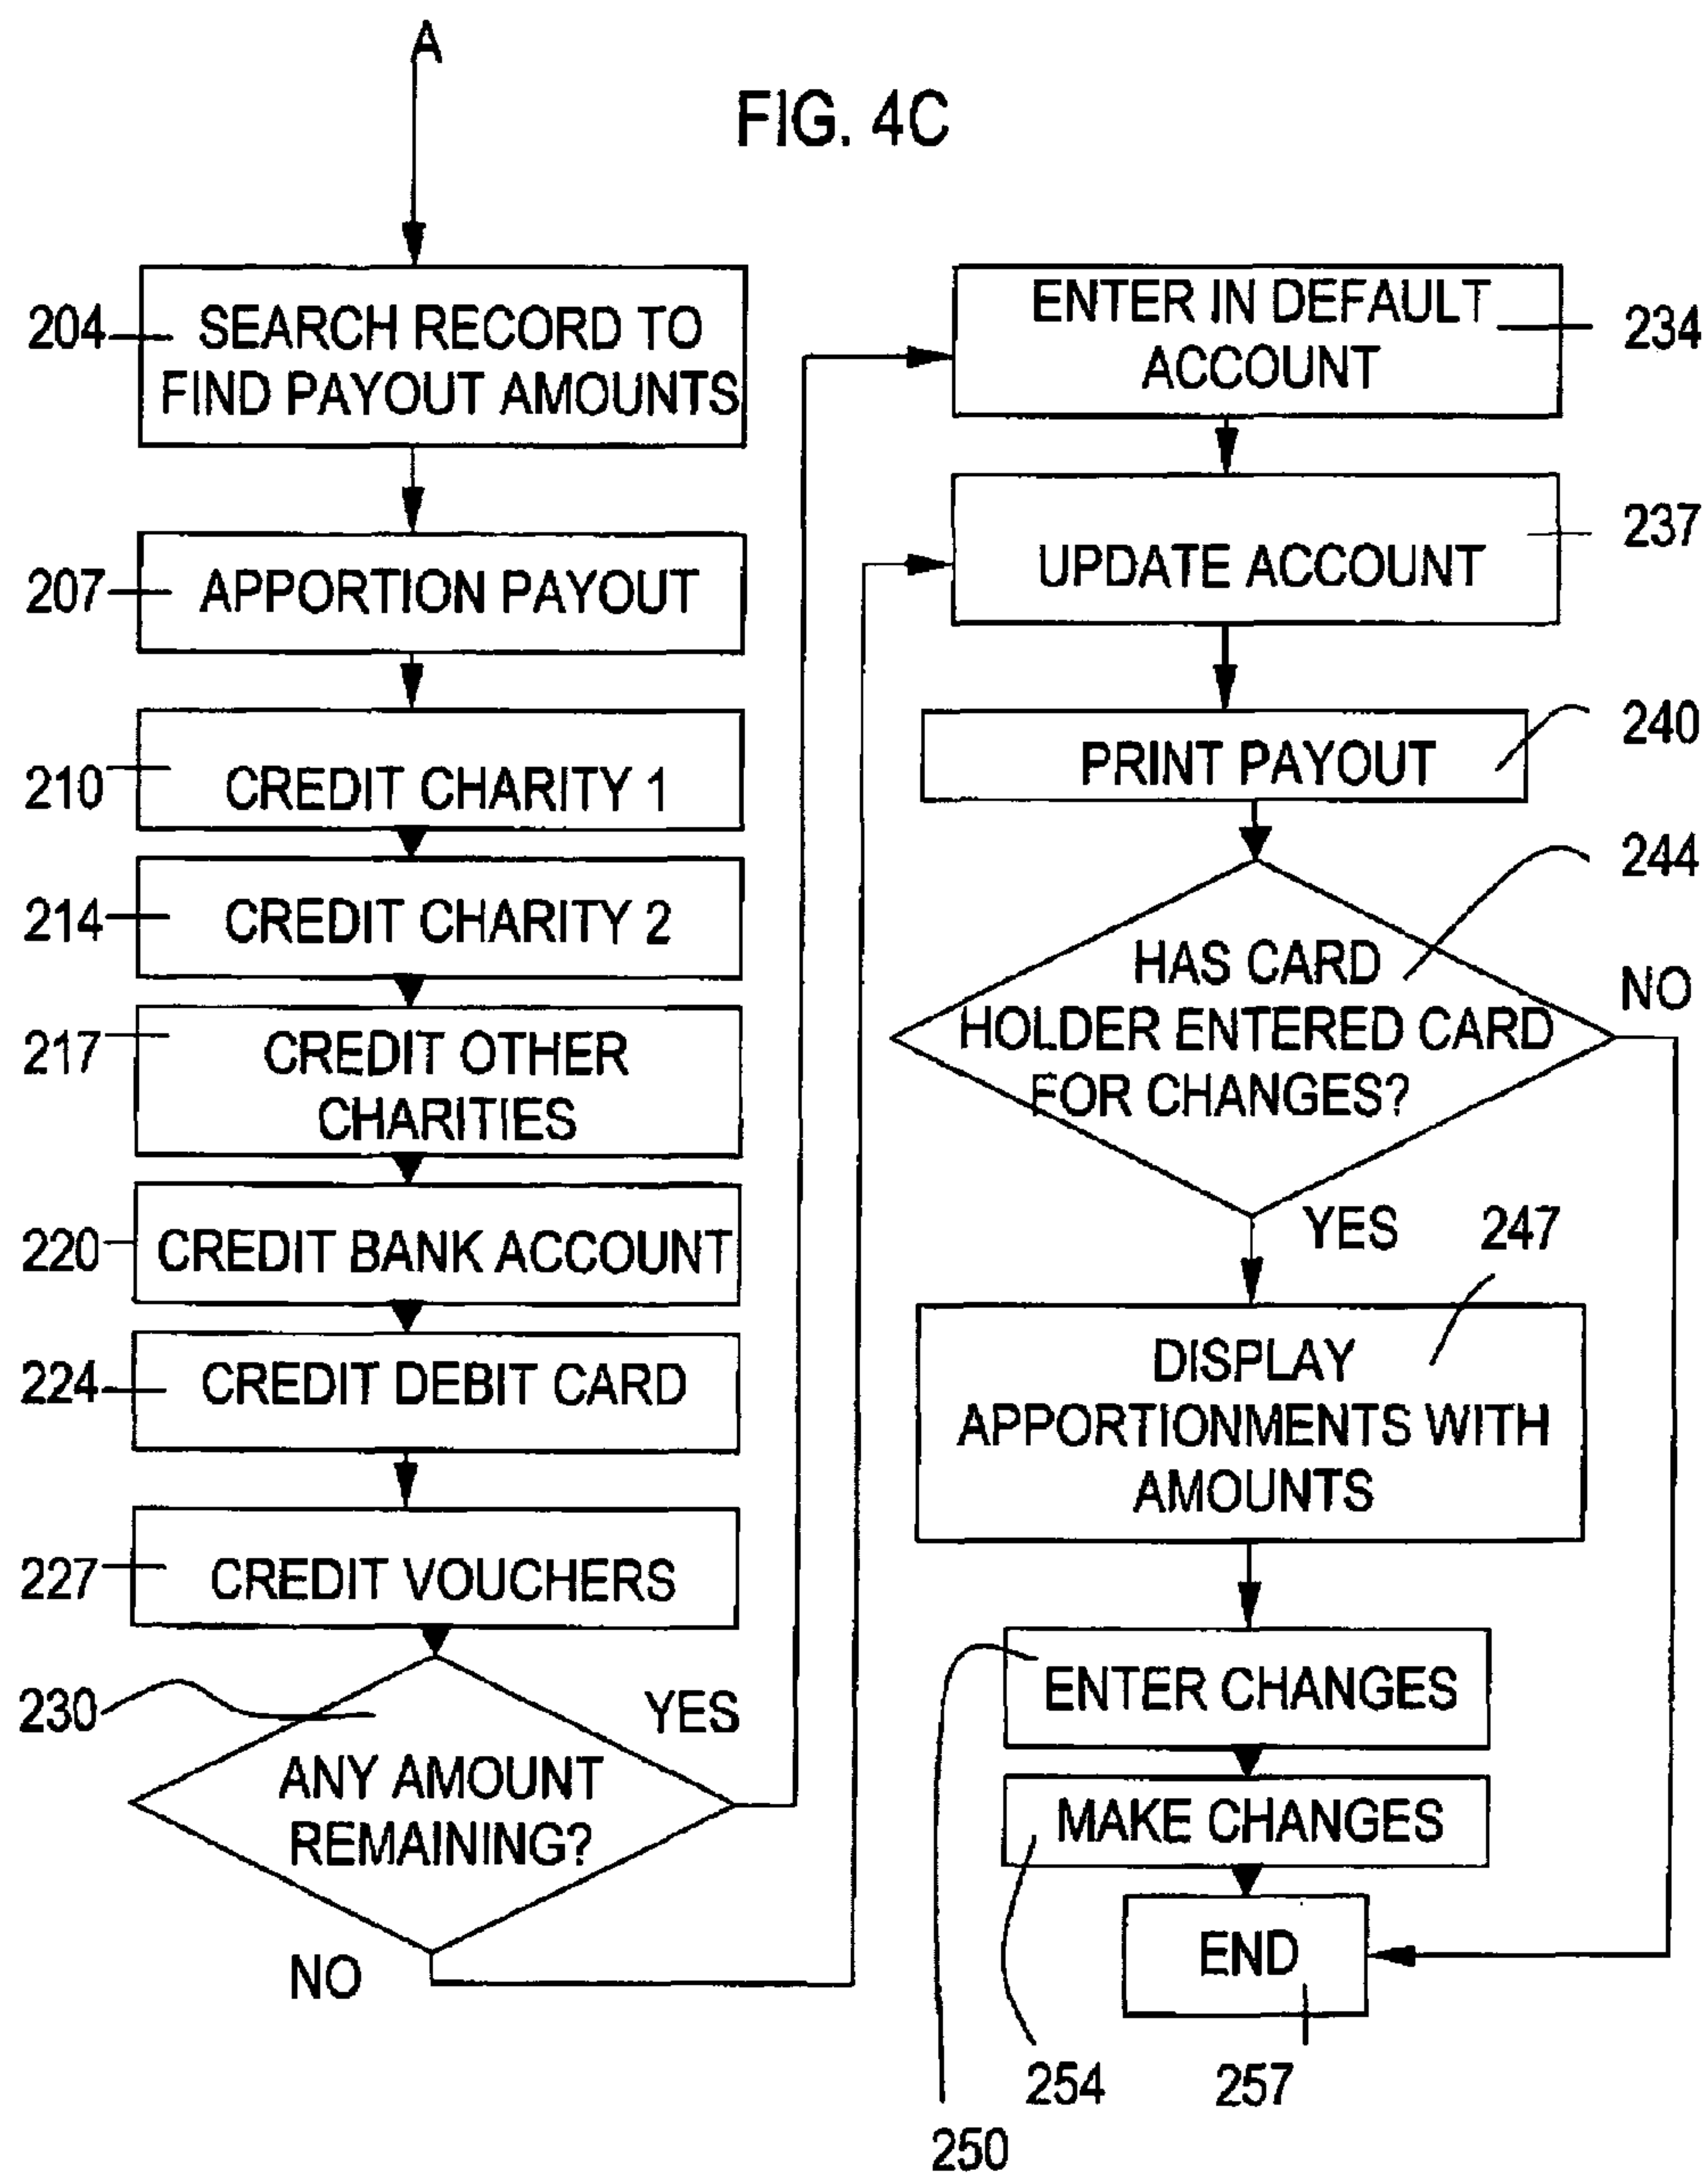 A
FIG. 4C
204
SEARCH RECORD TO
FIND PAYOUT AMOUNTS
207
APPORTION PAYOUT
210
CREDIT CHARITY 1
214
CREDIT CHARITY 2
217
CREDIT OTHER
CHARITIES
220
CREDIT BANK ACCOUNT
224
CREDIT DEBIT CARD
227
CREDIT VOUCHERS
230
YES
ANY AMOUNT
REMAINING?
NO
ENTER IN DEFAULT
ACCOUNT
234
UPDATE ACCOUNT
237
PRINT PAYOUT
240
244
HAS CARD
HOLDER ENTERED CARD
FOR CHANGES?
NO
YES
247
DISPLAY
APPORTIONMENTS WITH
AMOUNTS
ENTER CHANGES
MAKE CHANGES
END
254
257
250